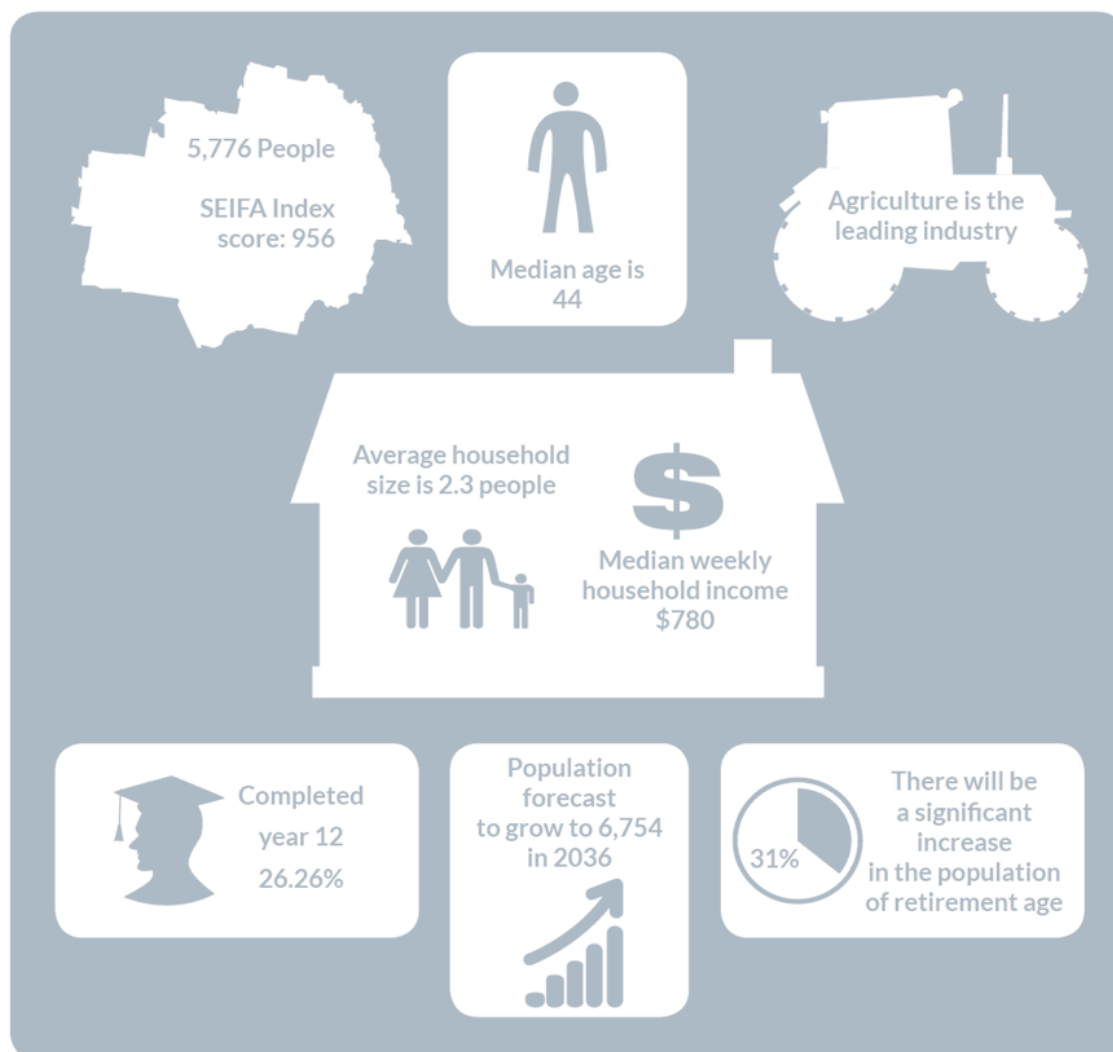 5,776 People
SEIFA Index
score: 956
Median age is
44
Agriculture is the
leading industry
Average household
size is 2.3 people
$
Median weekly
household income
$780
Completed
year 12
26.26%
Population
forecast
to grow to 6,754
in 2036
31%
There will be
a significant
increase
in the population
of retirement age